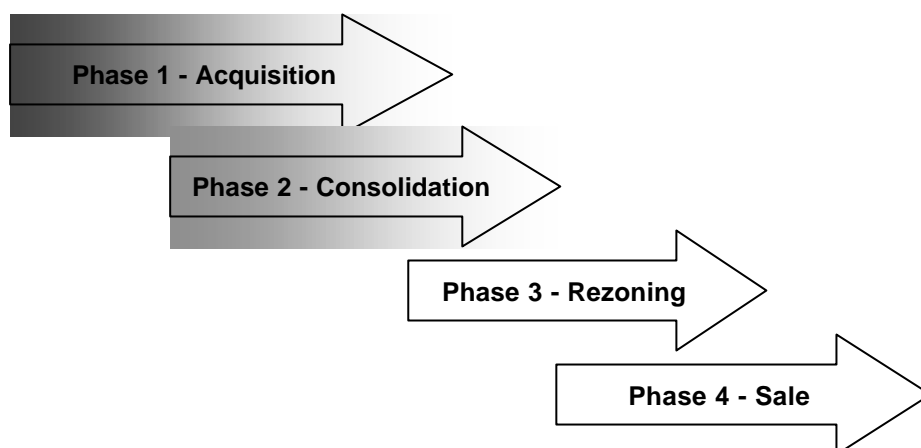 Phase 1 - Acquisition
Phase 2 - Consolidation
Phase 3 - Rezoning
Phase 4 - Sale